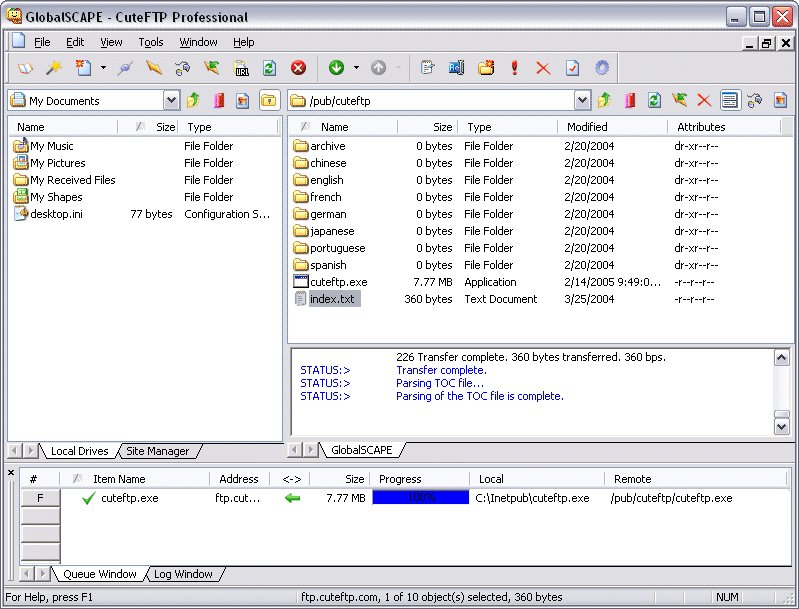 GlobalSCAPE - CuteFTP Professional
File Edit View Tools Window Help
URL
My Documents
/pub/cuteftp
Name Size Type
My Music File Folder
My Pictures File Folder
My Received Files File Folder
My Shapes File Folder
desktop.ini 77 bytes Configuration S...
Name Size Type Modified Attributes
archive 0 bytes File Folder 2/20/2004 dr-xr--r--
chinese 0 bytes File Folder 2/20/2004 dr-xr--r--
english 0 bytes File Folder 2/20/2004 dr-xr--r--
french 0 bytes File Folder 2/20/2004 dr-xr--r--
german 0 bytes File Folder 2/20/2004 dr-xr--r--
japanese 0 bytes File Folder 2/20/2004 dr-xr--r--
portuguese 0 bytes File Folder 2/20/2004 dr-xr--r--
spanish 0 bytes File Folder 2/20/2004 dr-xr--r--
cuteftp.exe 7.77 MB Application 2/14/2005 9:49:0... -r--r--r--
index.txt 360 bytes Text Document 3/25/2004 -r--r--r--
226 Transfer complete. 360 bytes transferred. 360 bps.
STATUS:> Transfer complete.
STATUS:> Parsing TOC file...
STATUS:> Parsing of the TOC file is complete.
Local Drives Site Manager
GlobalSCAPE
# Item Name Address <-> Size Progress Local Remote
F cuteftp.exe ftp.cut... 7.77 MB 100% C:\Inetpub\cuteftp.exe /pub/cuteftp/cuteftp.exe
Queue Window Log Window
For Help, press F1 ftp.cuteftp.com, 1 of 10 object(s) selected, 360 bytes NUM